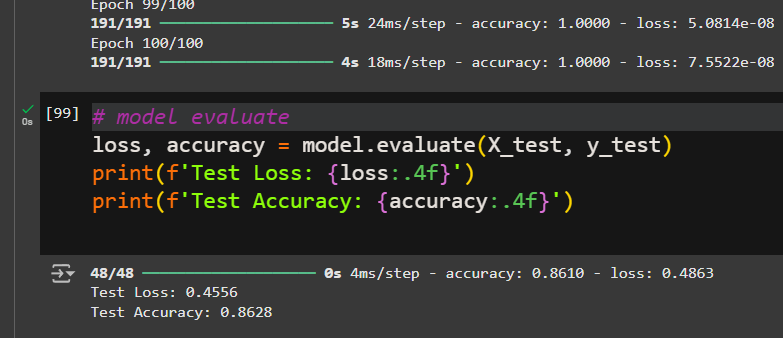 Epoch 99/100
191/191 ━━━━━━━━━━━━━━━━━━━━ 5s 24ms/step - accuracy: 1.0000 - loss: 5.0814e-08
Epoch 100/100
191/191 ━━━━━━━━━━━━━━━━━━━━ 4s 18ms/step - accuracy: 1.0000 - loss: 7.5522e-08
[99] # model evaluate
0s
loss, accuracy = model.evaluate(X_test, y_test)
print(f'Test Loss: {loss:.4f}')
print(f'Test Accuracy: {accuracy:.4f}')
48/48 ━━━━━━━━━━━━━━━━━━━━ 0s 4ms/step - accuracy: 0.8610 - loss: 0.4863
Test Loss: 0.4556
Test Accuracy: 0.8628